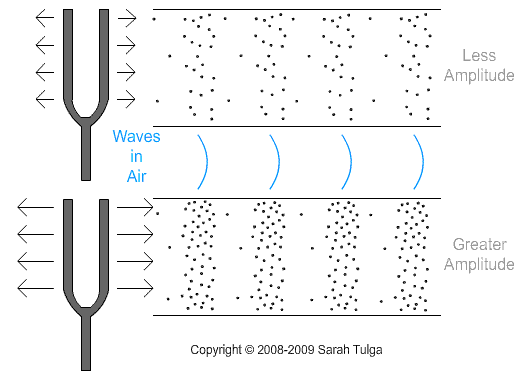 Less
Amplitude
Waves
in
Air
Greater
Amplitude
Copyright © 2008-2009 Sarah Tulga